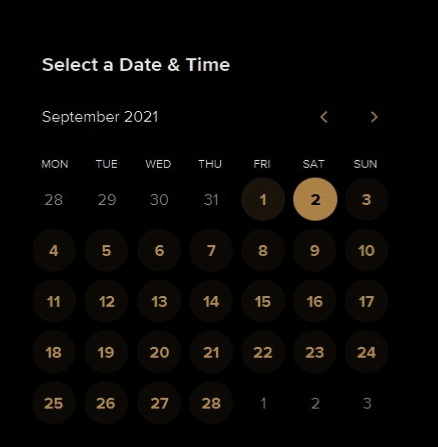 Select a Date & Time
September 2021
MON TUE WED THU FRI SAT SUN
28 29 30 31 1 2 3
4 5 6 7 8 9 10
11 12 13 14 15 16 17
18 19 20 21 22 23 24
25 26 27 28 1 2 3